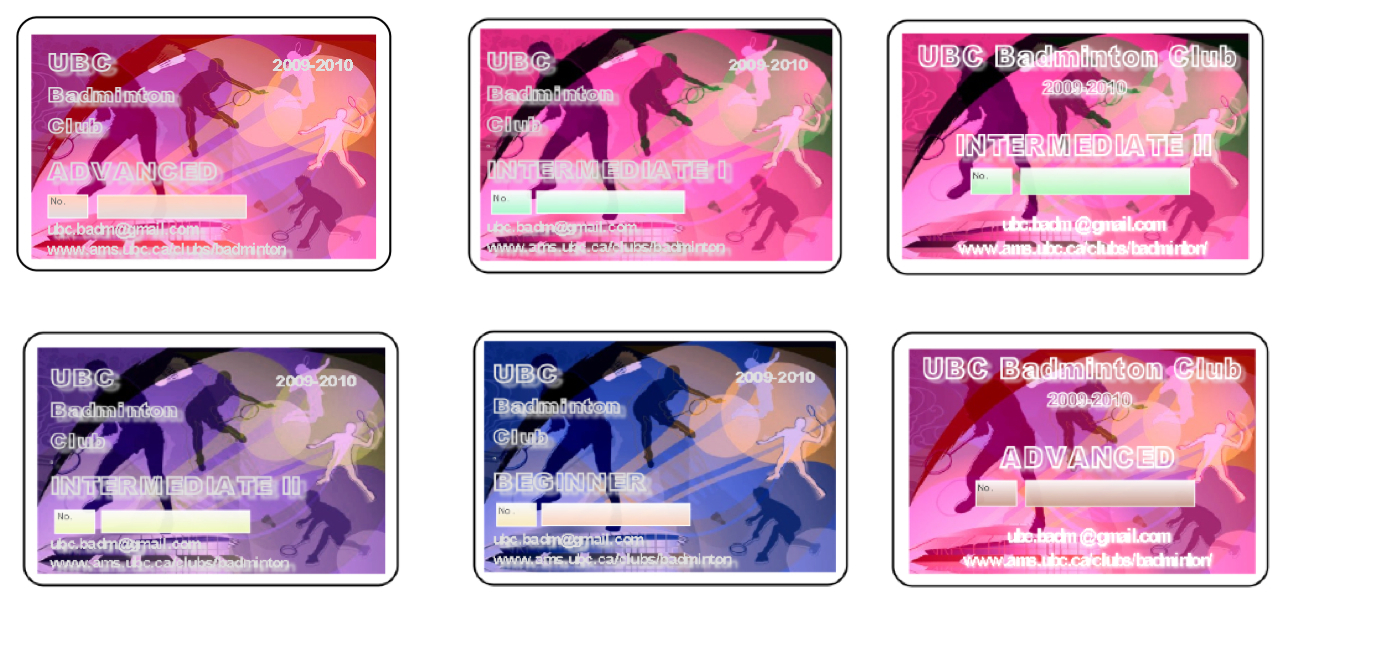 UBC
2009-2010
Badminton
Club
ADVANCED
No.
ubc.badm@gmail.com
www.ams.ubc.ca/clubs/badminton
UBC
2009-2010
Badminton
Club
INTERMEDIATE I
No.
ubc.badm@gmail.com
www.ams.ubc.ca/clubs/badminton
UBC Badminton Club
2009-2010
INTERMEDIATE II
No.
ubc.badm@gmail.com
www.ams.ubc.ca/clubs/badminton/
UBC
2009-2010
Badminton
Club
INTERMEDIATE II
No.
ubc.badm@gmail.com
www.ams.ubc.ca/clubs/badminton
UBC
2009-2010
Badminton
Club
BEGINNER
No.
ubc.badm@gmail.com
www.ams.ubc.ca/clubs/badminton
UBC Badminton Club
2009-2010
ADVANCED
No.
ubc.badm@gmail.com
www.ams.ubc.ca/clubs/badminton/